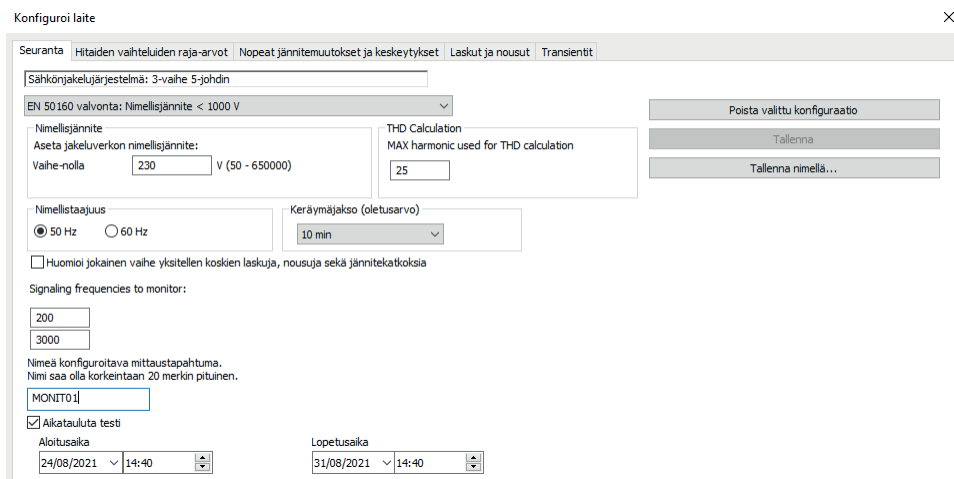 Konfiguroi laite
Seuranta Hitaiden vaihteluiden raja-arvot Nopeat jännitemuutokset ja keskeytykset Laskut ja nousut Transientit
Sähkönjakelujärjestelmä: 3-vaihe 5-johdin
EN 50160 valvonta: Nimellisjännite < 1000 V
Poista valittu konfiguraatio
Tallenna
Tallenna nimellä...
Nimellisjännite
Aseta jakeluverkon nimellisjännite:
Vaihe-nolla 230 V (50 - 650000)
THD Calculation
MAX harmonic used for THD calculation
25
Nimellistaajuus
50 Hz 60 Hz
Keräymäjakso (oletusarvo)
10 min
Huomioi jokainen vaihe yksitellen koskien laskuja, nousuja sekä jännitekatkoksia
Signaling frequencies to monitor:
200
3000
Nimeä konfiguroitava mittaustapahtuma.
Nimi saa olla korkeintaan 20 merkin pituinen.
MONIT01
Aikatauluta testi
Aloitusaika Lopetusaika
24/08/2021 14:40 31/08/2021 14:40